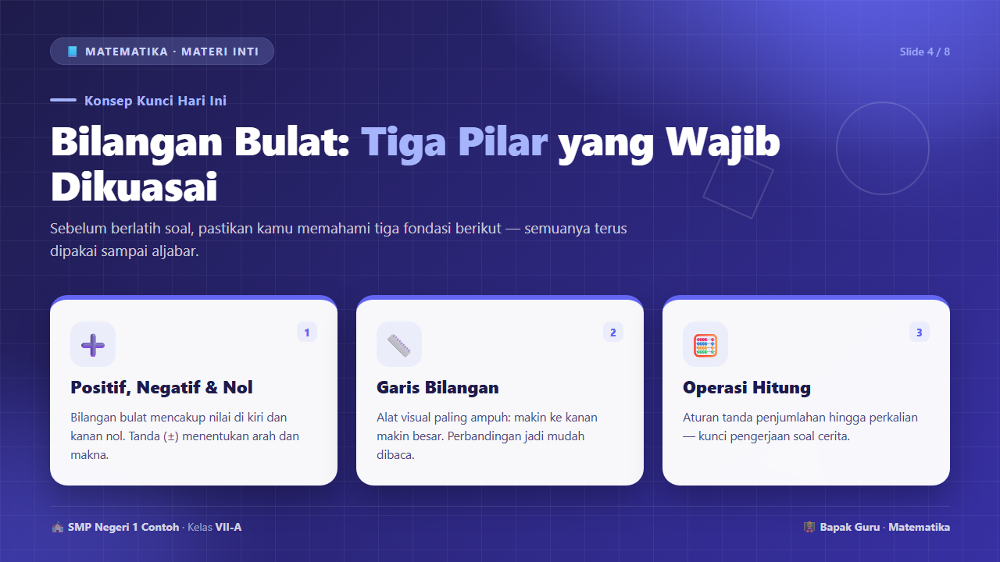 MATEMATIKA · MATERI INTI
Slide 4 / 8
Konsep Kunci Hari Ini
Bilangan Bulat: Tiga Pilar yang Wajib
Dikuasai
Sebelum berlatih soal, pastikan kamu memahami tiga fondasi berikut — semuanya terus
dipakai sampai aljabar.
1
Positif, Negatif & Nol
Bilangan bulat mencakup nilai di kiri dan
kanan nol. Tanda (±) menentukan arah dan
makna.
2
Garis Bilangan
Alat visual paling ampuh: makin ke kanan
makin besar. Perbandingan jadi mudah
dibaca.
3
Operasi Hitung
Aturan tanda penjumlahan hingga perkalian
— kunci pengerjaan soal cerita.
SMP Negeri 1 Contoh · Kelas VII-A
Bapak Guru · Matematika